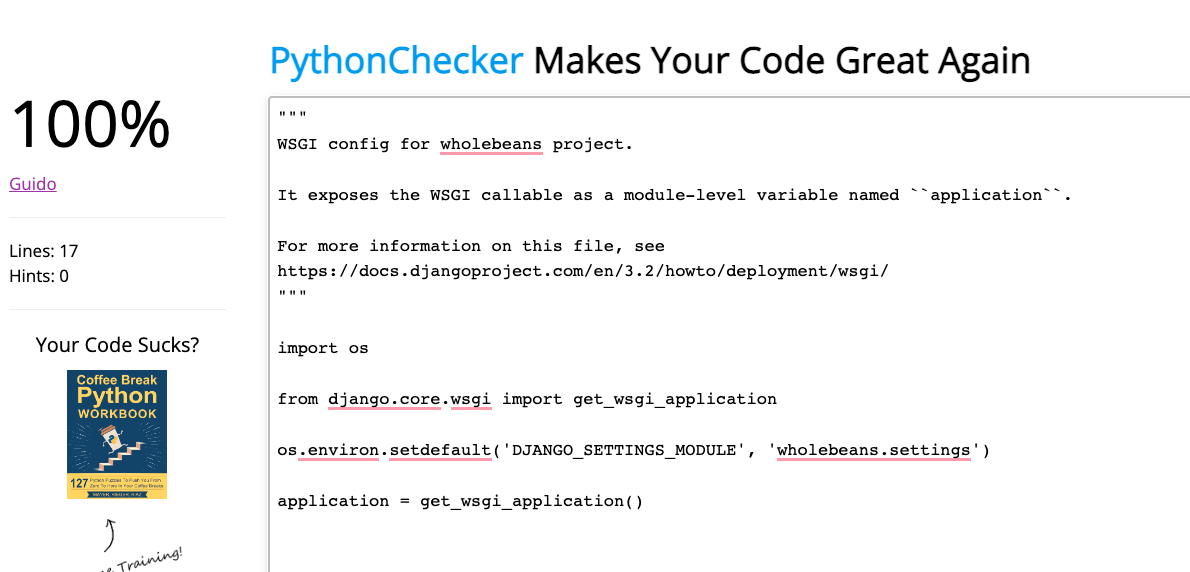 PythonChecker Makes Your Code Great Again
100%
Guido
Lines: 17
Hints: 0
Your Code Sucks?
Coffee Break
Python
WORKBOOK
127 Python Puzzles To Push You From
Zero To Hero In Your Coffee Breaks
MAYER, RIEGER, RIAZ
Training!
"""
WSGI config for wholebeans project.
It exposes the WSGI callable as a module-level variable named ``application``.
For more information on this file, see
https://docs.djangoproject.com/en/3.2/howto/deployment/wsgi/
"""
import os
from django.core.wsgi import get_wsgi_application
os.environ.setdefault('DJANGO_SETTINGS_MODULE', 'wholebeans.settings')
application = get_wsgi_application()